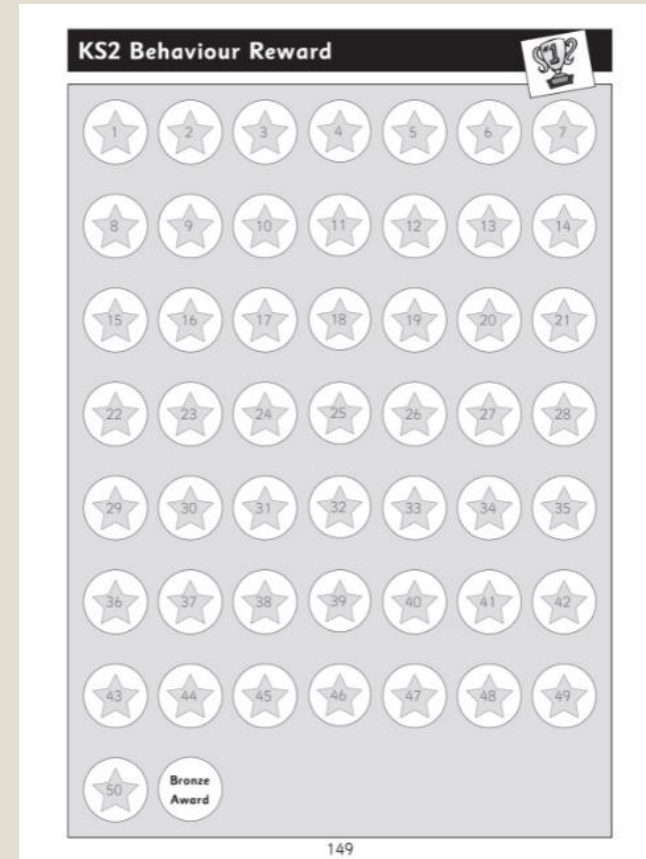 KS2 Behaviour Reward
#1
1 2 3 4 5 6 7
8 9 10 11 12 13 14
15 16 17 18 19 20 21
22 23 24 25 26 27 28
29 30 31 32 33 34 35
36 37 38 39 40 41 42
43 44 45 46 47 48 49
50 Bronze
Award
149